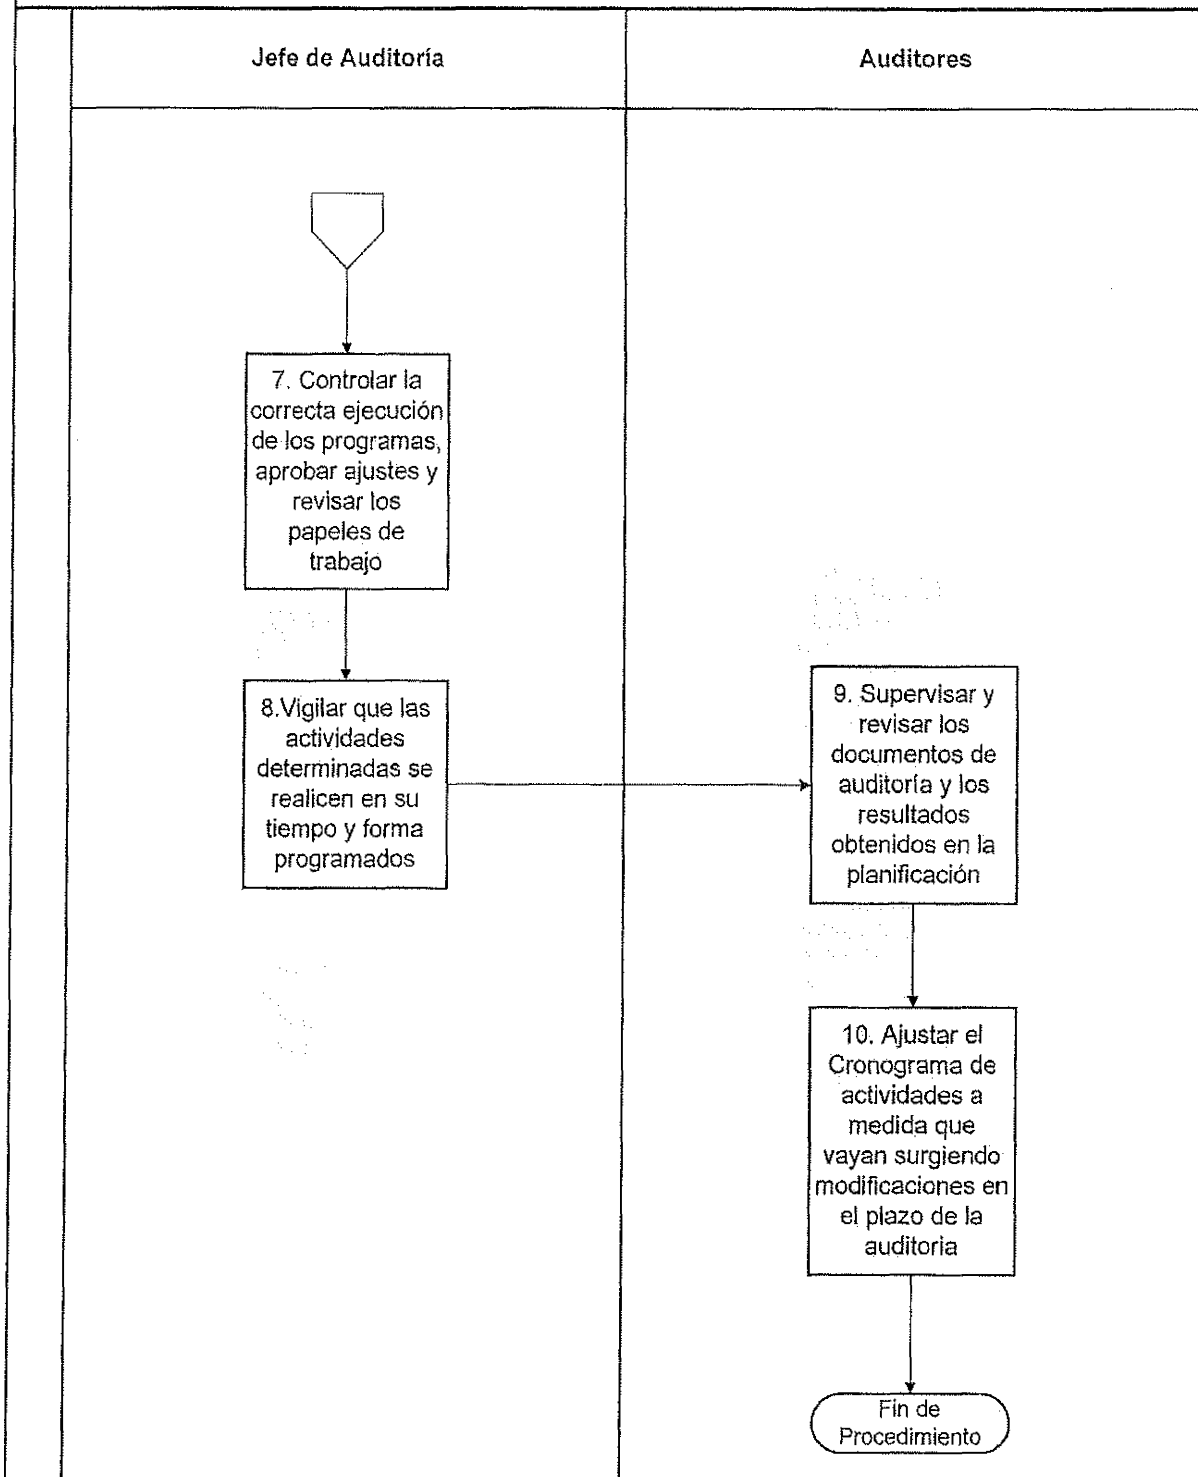 Jefe de Auditoría
Auditores
7. Controlar la
correcta ejecución
de los programas,
aprobar ajustes y
revisar los
papeles de
trabajo
8.Vigilar que las
actividades
determinadas se
realicen en su
tiempo y forma
programados
9. Supervisar y
revisar los
documentos de
auditoría y los
resultados
obtenidos en la
planificación
10. Ajustar el
Cronograma de
actividades a
medida que
vayan surgiendo
modificaciones en
el plazo de la
auditoria
Fin de
Procedimiento